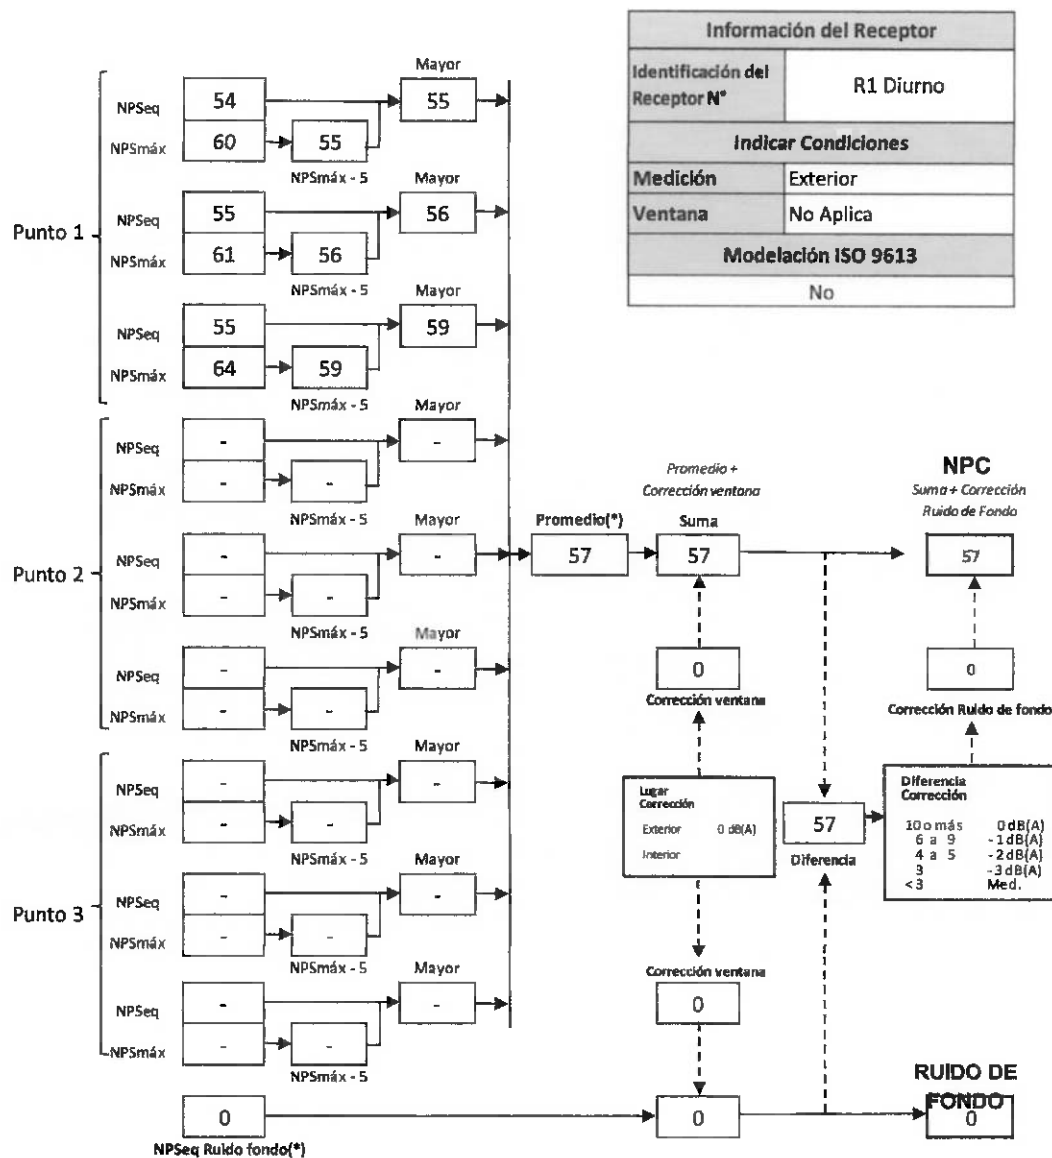 Información del Receptor
Identificación del Receptor N° R1 Diurno
Indicar Condiciones
Medición Exterior
Ventana No Aplica
Modelación ISO 9613
No
Punto 1
Mayor
NPSeq 54 55
NPSmáx 60 55
NPSmáx - 5
Mayor
NPSeq 55 56
NPSmáx 61 56
NPSmáx - 5
Mayor
NPSeq 55 59
NPSmáx 64 59
NPSmáx - 5
Punto 2
Mayor
NPSeq - -
NPSmáx - -
NPSmáx - 5
Mayor
NPSeq - -
NPSmáx - -
NPSmáx - 5
Mayor
NPSeq - -
NPSmáx - -
NPSmáx - 5
Punto 3
Mayor
NPSeq - -
NPSmáx - -
NPSmáx - 5
Mayor
NPSeq - -
NPSmáx - -
NPSmáx - 5
Mayor
NPSeq - -
NPSmáx - -
NPSmáx - 5
0
NPSeq Ruido fondo(*)
Promedio(*)
57
Promedio +
Corrección ventana
Suma
57
0
Corrección ventana
Lugar
Corrección
Exterior 0 dB(A)
Interior
Corrección ventana
0
0
57
Diferencia
NPC
Suma + Corrección
Ruido de Fondo
57
0
Corrección Ruido de fondo
Diferencia
Corrección
10 o más 0 dB(A)
6 a 9 -1 dB(A)
4 a 5 -2 dB(A)
3 -3 dB(A)
<3 Med.
RUIDO DE
FONDO
0